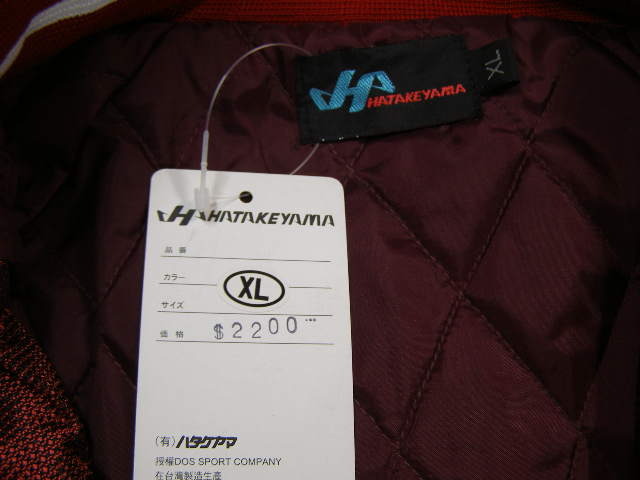 HATAKEYAMA
XL
HATAKEYAMA
品番
カラー
XL
サイズ
価格 $2200
(有)ハタケヤマ
授權DOS SPORT COMPANY
在台灣製造生產